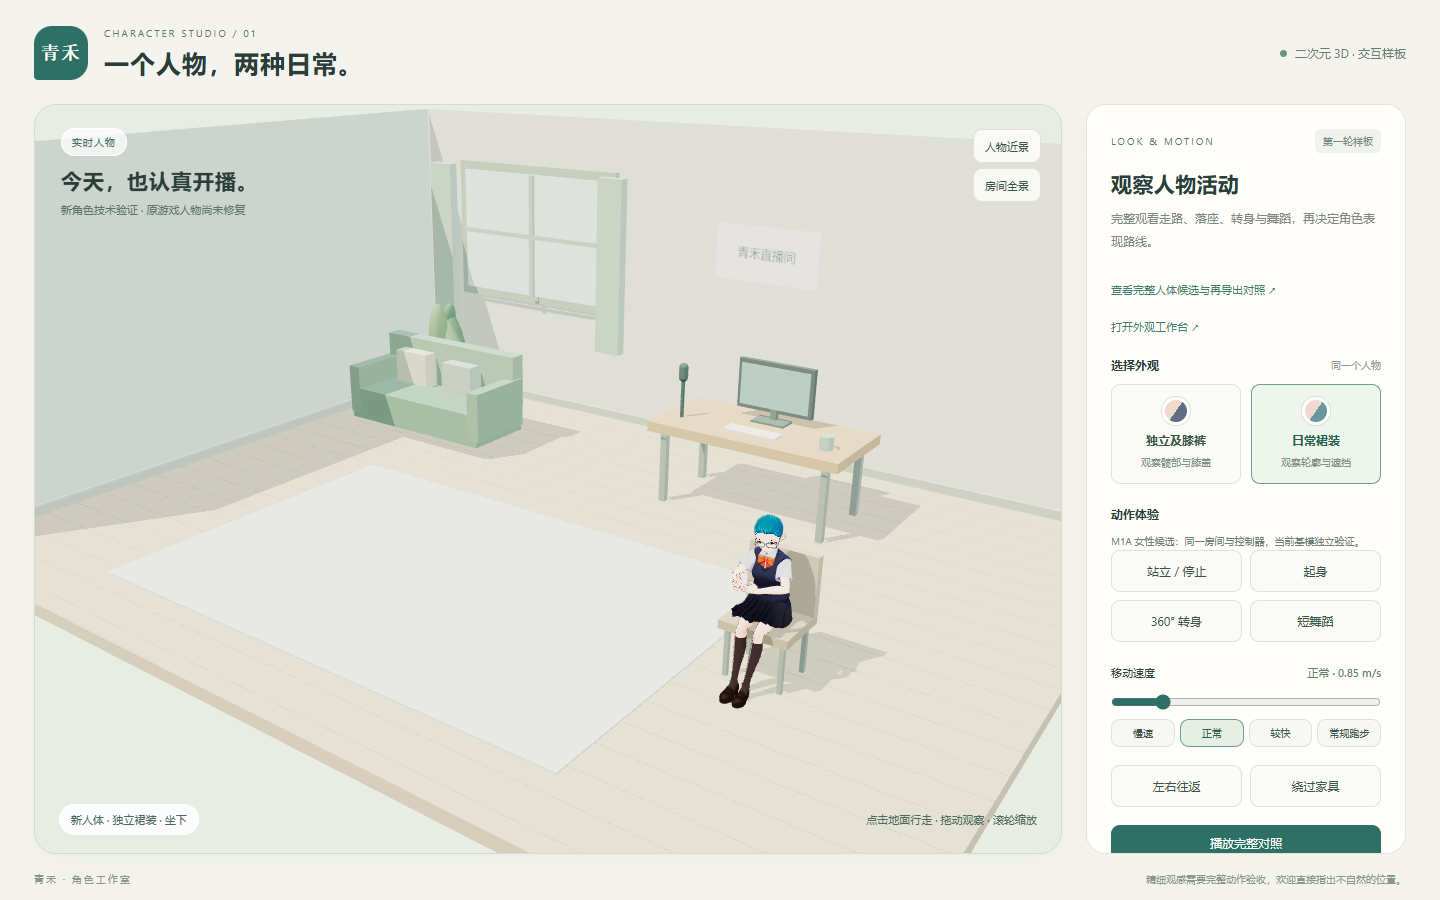 青禾
CHARACTER STUDIO / 01
一个人物，两种日常。
二次元 3D · 交互样板
实时人物
今天，也认真开播。
新角色技术验证 · 原游戏人物尚未修复
人物近景
房间全景
青禾直播间
新人体 · 独立裙装 · 坐下
点击地面行走 · 拖动观察 · 滚轮缩放
LOOK & MOTION
第一轮样板
观察人物活动
完整观看走路、落座、转身与舞蹈，再决定角色表
现路线。
查看完整人体候选与再导出对照 ↗
打开外观工作台 ↗
选择外观
同一个人物
独立及膝裤
观察髋部与膝盖
日常裙装
观察轮廓与遮挡
动作体验
M1A 女性候选：同一房间与控制器，当前基模独立验证。
站立 / 停止
起身
360° 转身
短舞蹈
移动速度
正常 · 0.85 m/s
慢速
正常
较快
常规跑步
左右往返
绕过家具
播放完整对照
青禾 · 角色工作室
精细观感需要完整动作验收，欢迎直接指出不自然的位置。